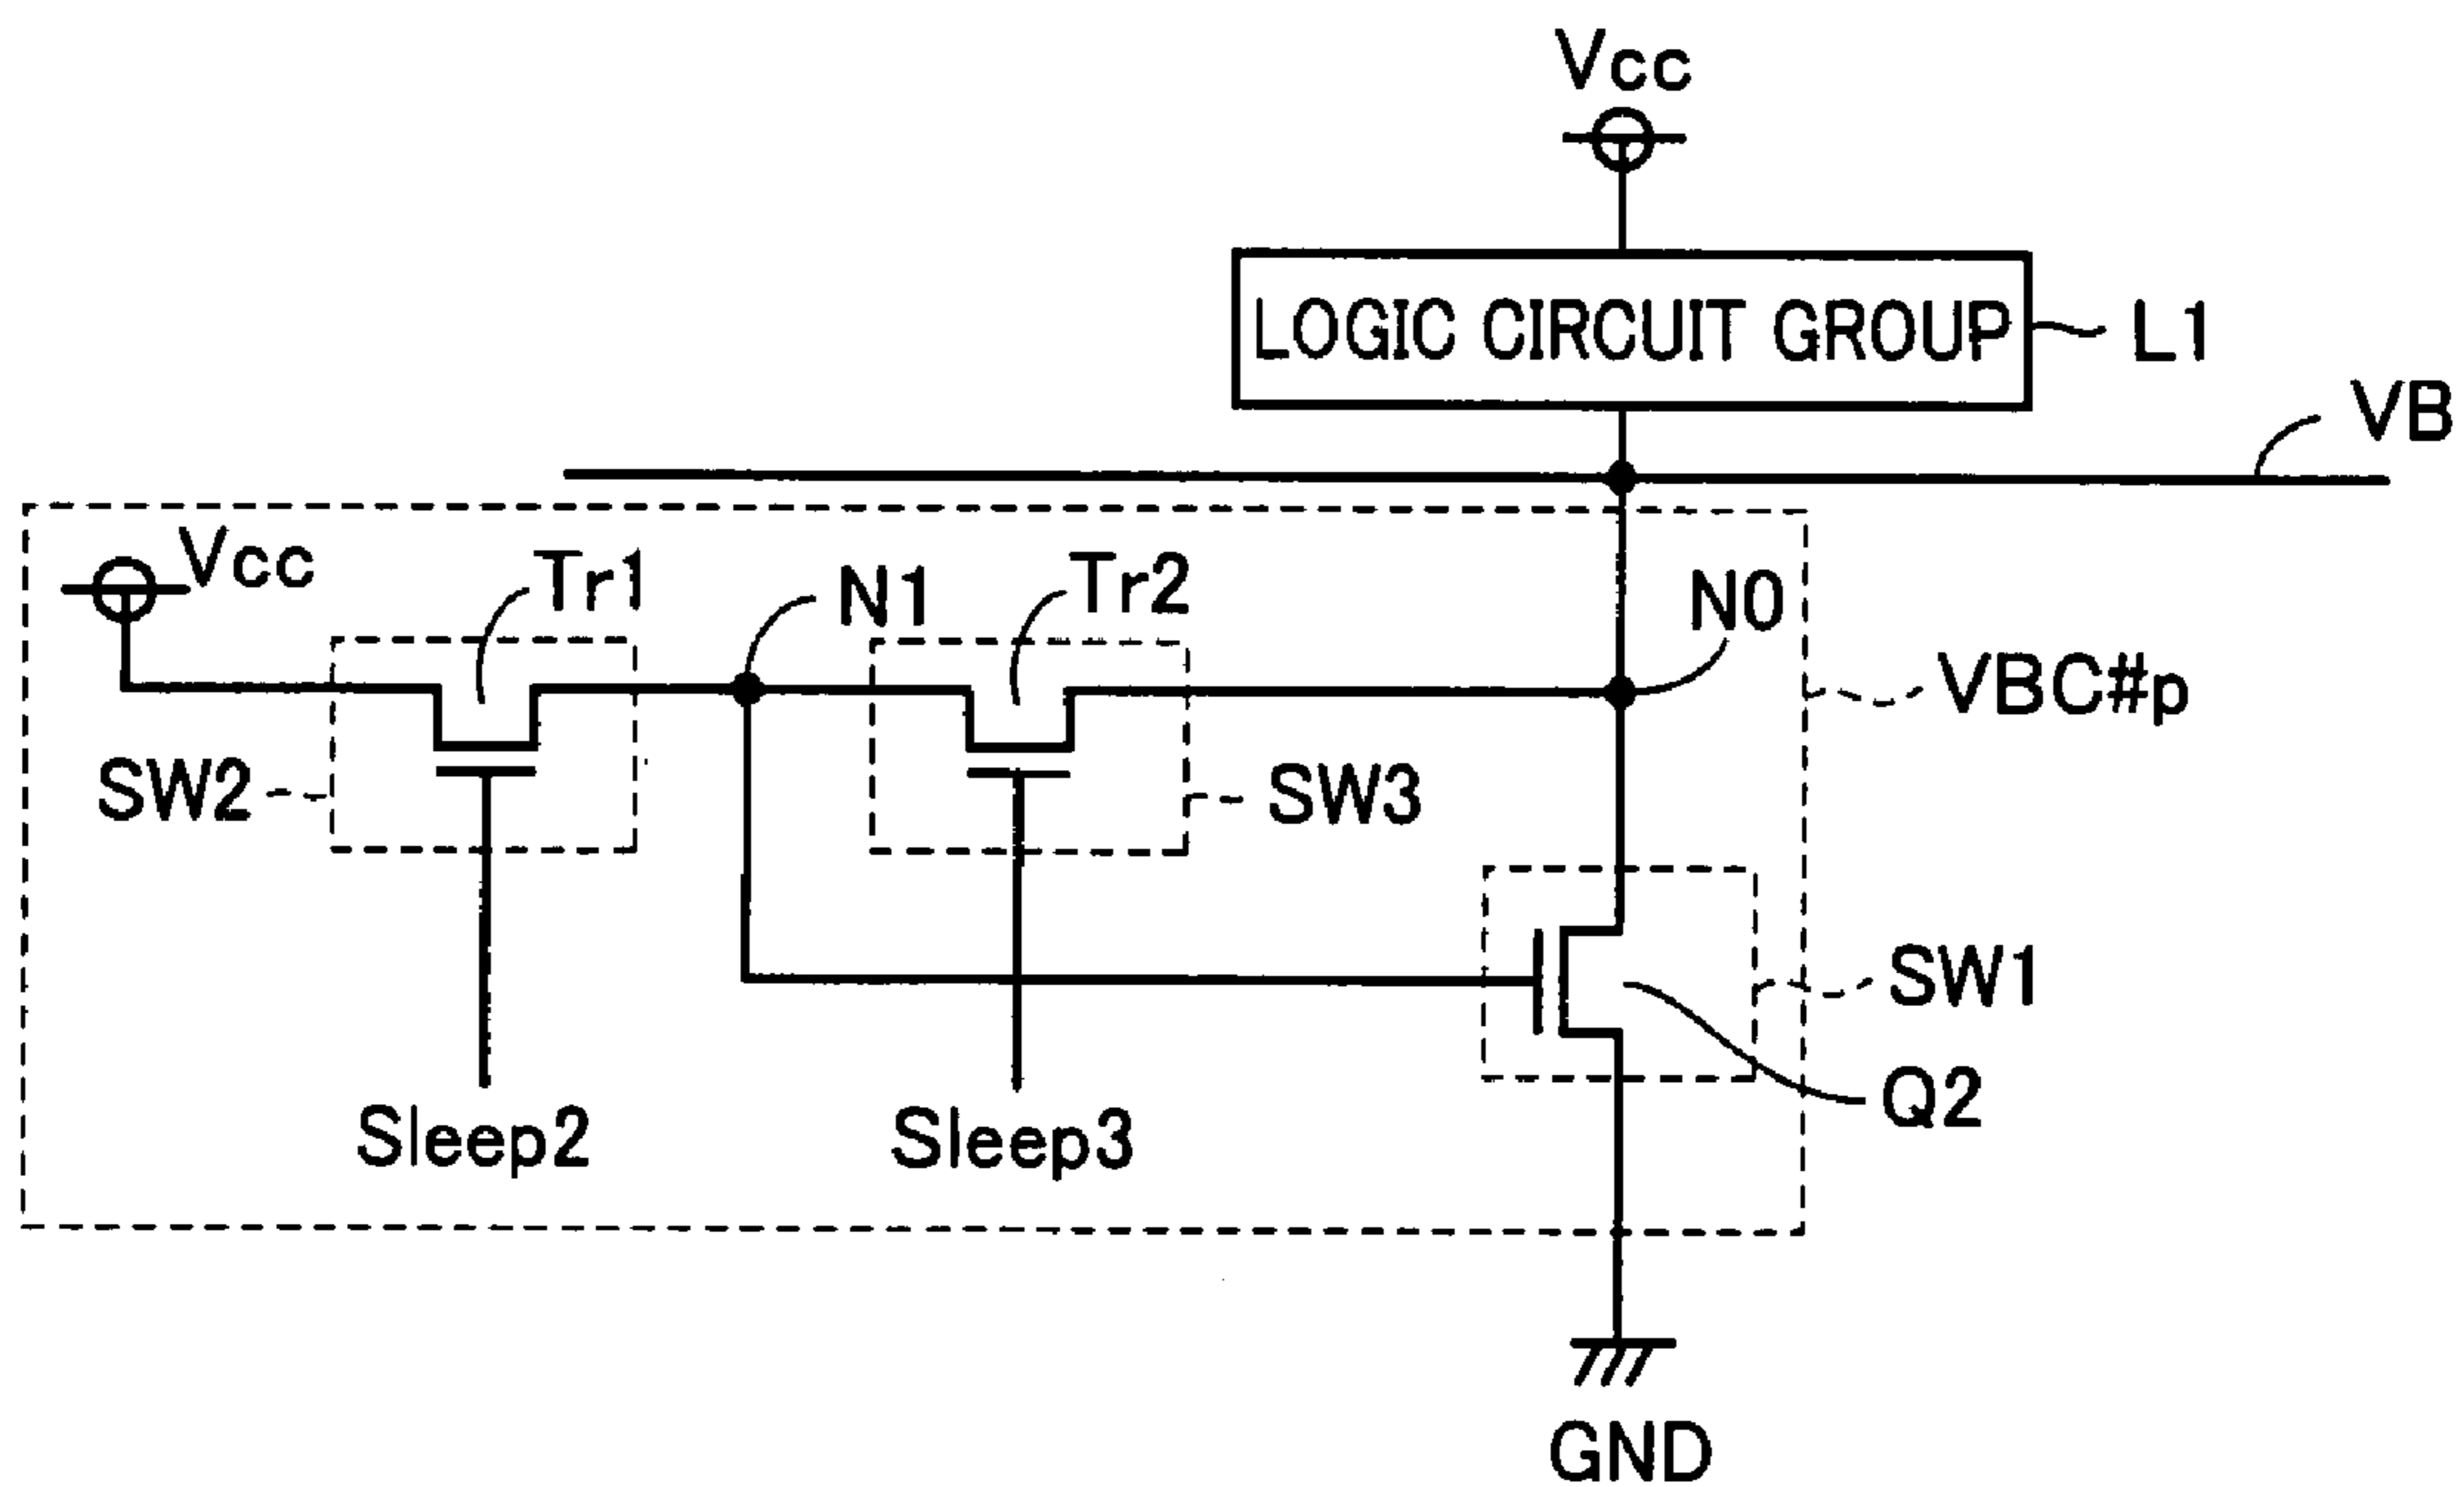 Vcc
LOGIC CIRCUIT GROUP
L1
VB
Vcc
Tr1
N1
Tr2
N0
VBC#p
SW2
SW3
SW1
Q2
Sleep2
Sleep3
GND